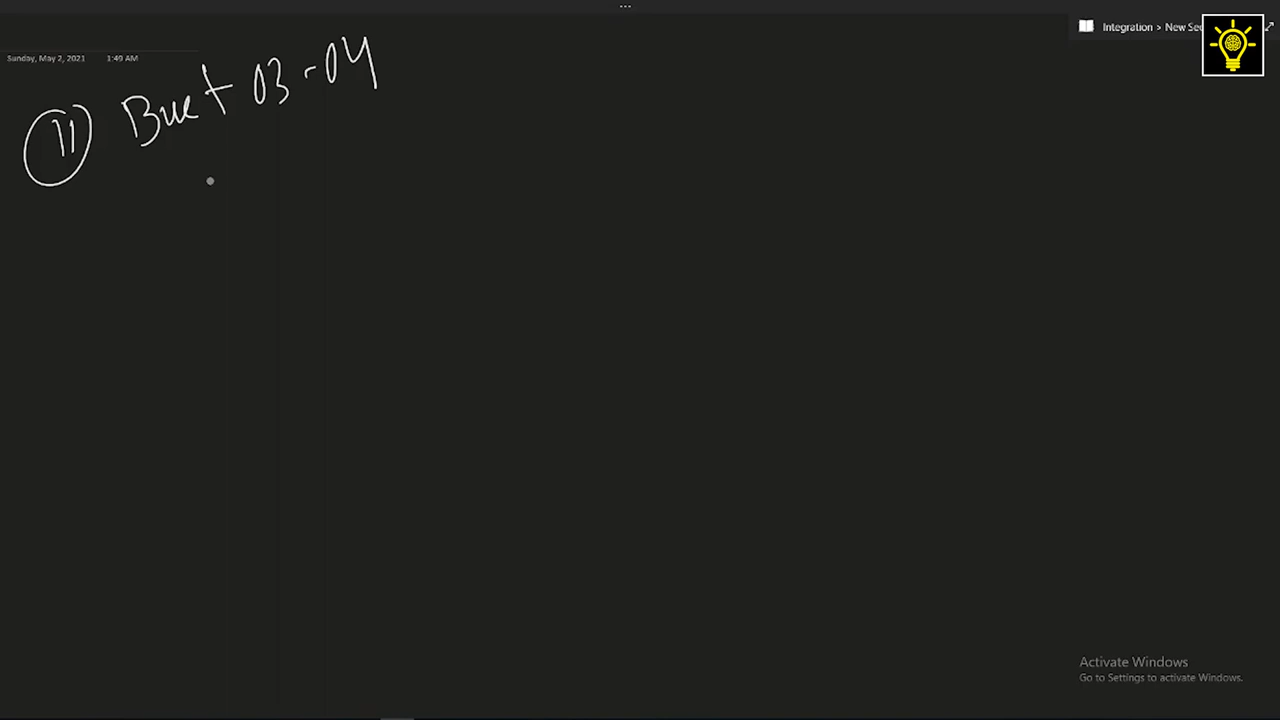 ...
Integration > New Sec
Sunday, May 2, 2021 1:49 AM
11 Buet 03-04
Activate Windows
Go to Settings to activate Windows.